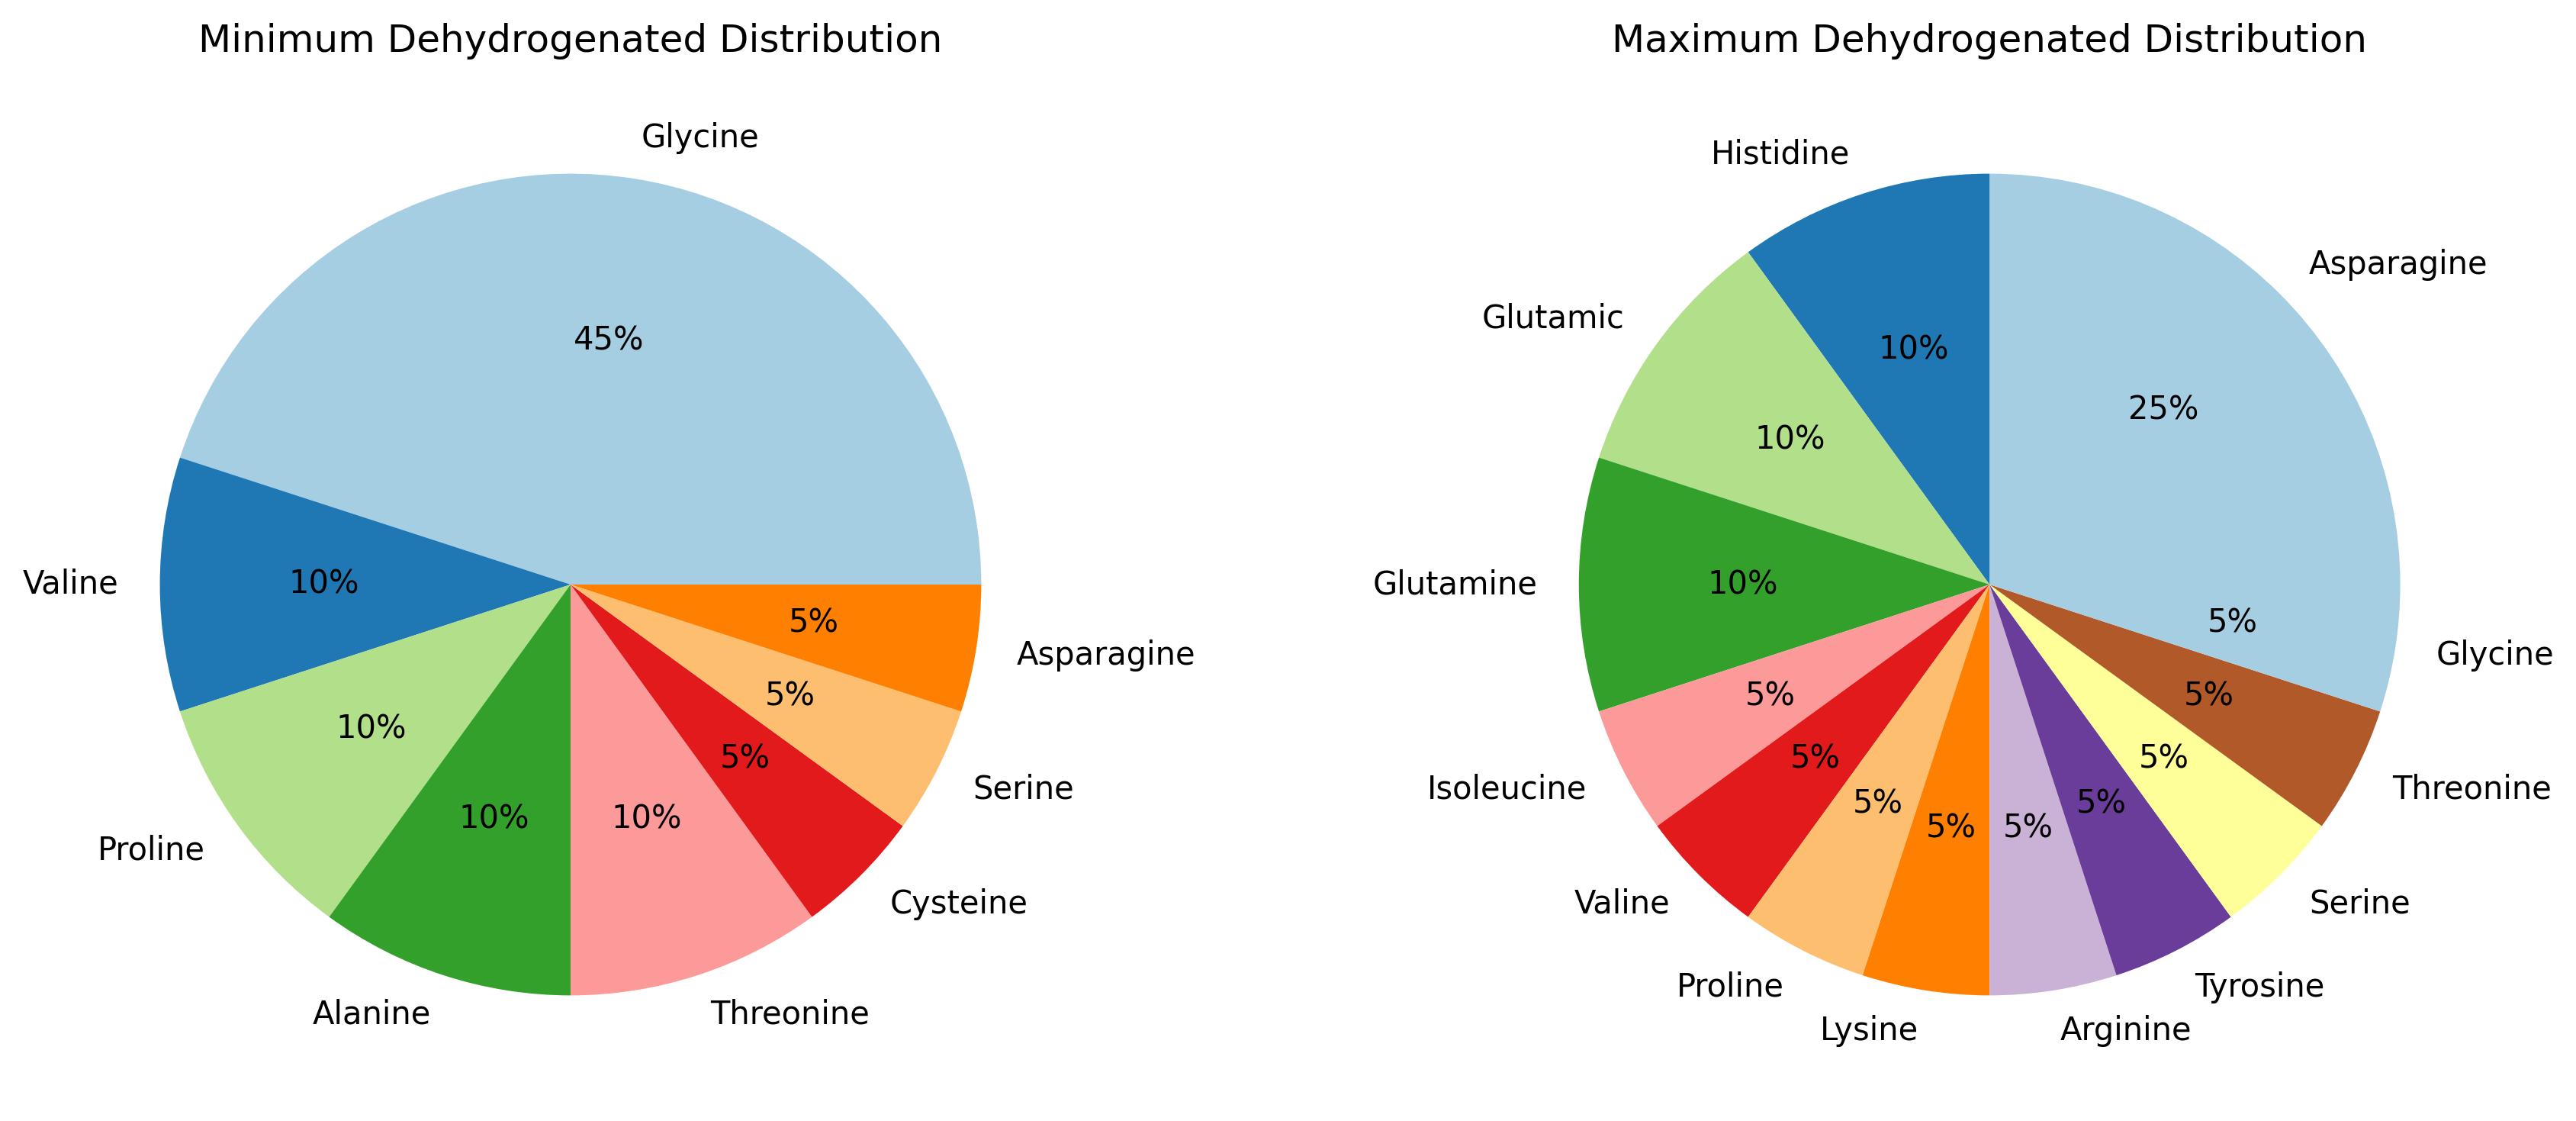 Minimum Dehydrogenated Distribution
Glycine
45%
Valine
10%
Proline
10%
Alanine
10%
Threonine
10%
Cysteine
5%
Serine
5%
Asparagine
5%
Maximum Dehydrogenated Distribution
Asparagine
25%
Histidine
10%
Glutamic
10%
Glutamine
10%
Isoleucine
5%
Valine
5%
Proline
5%
Lysine
5%
Arginine
5%
Tyrosine
5%
Serine
5%
Threonine
5%
Glycine
5%